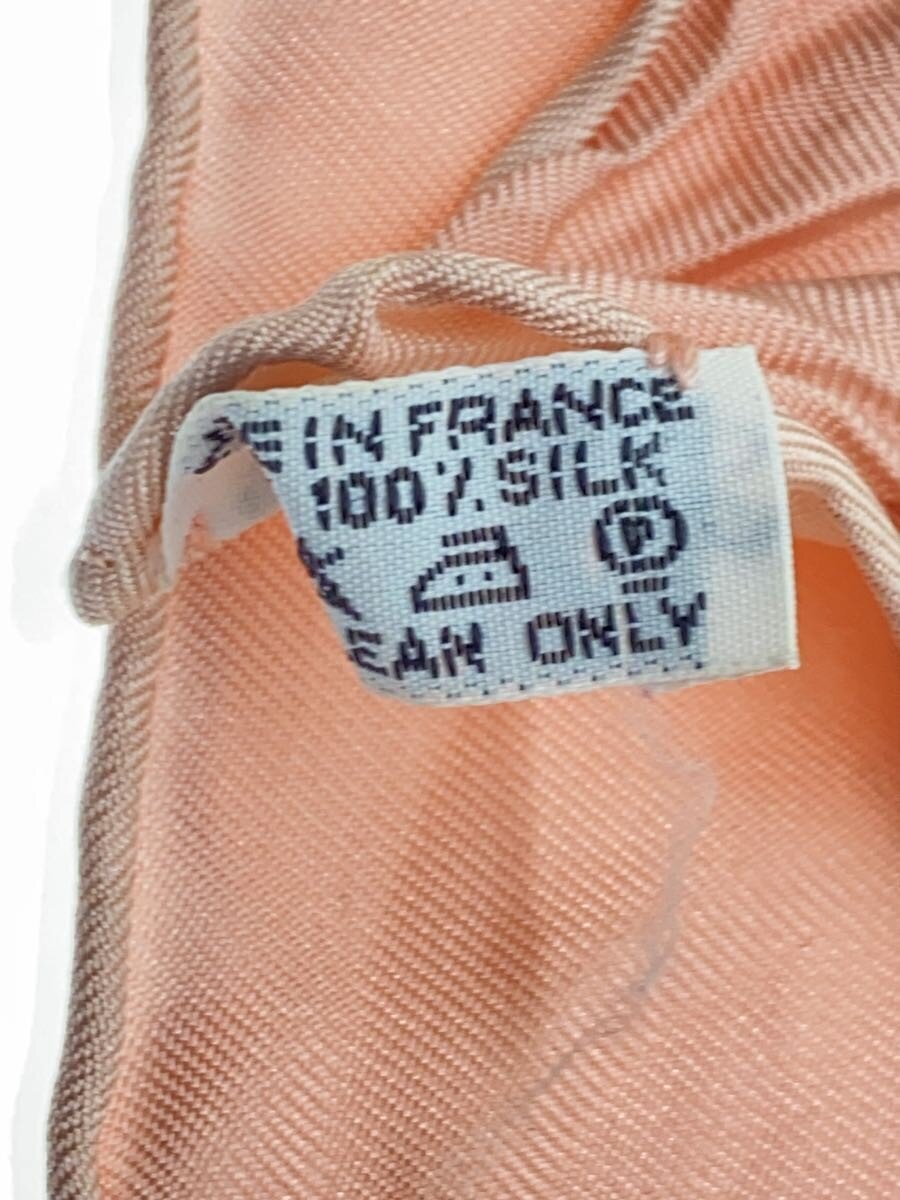 E IN FRANCE
100% SILK
P
EAN ONLY